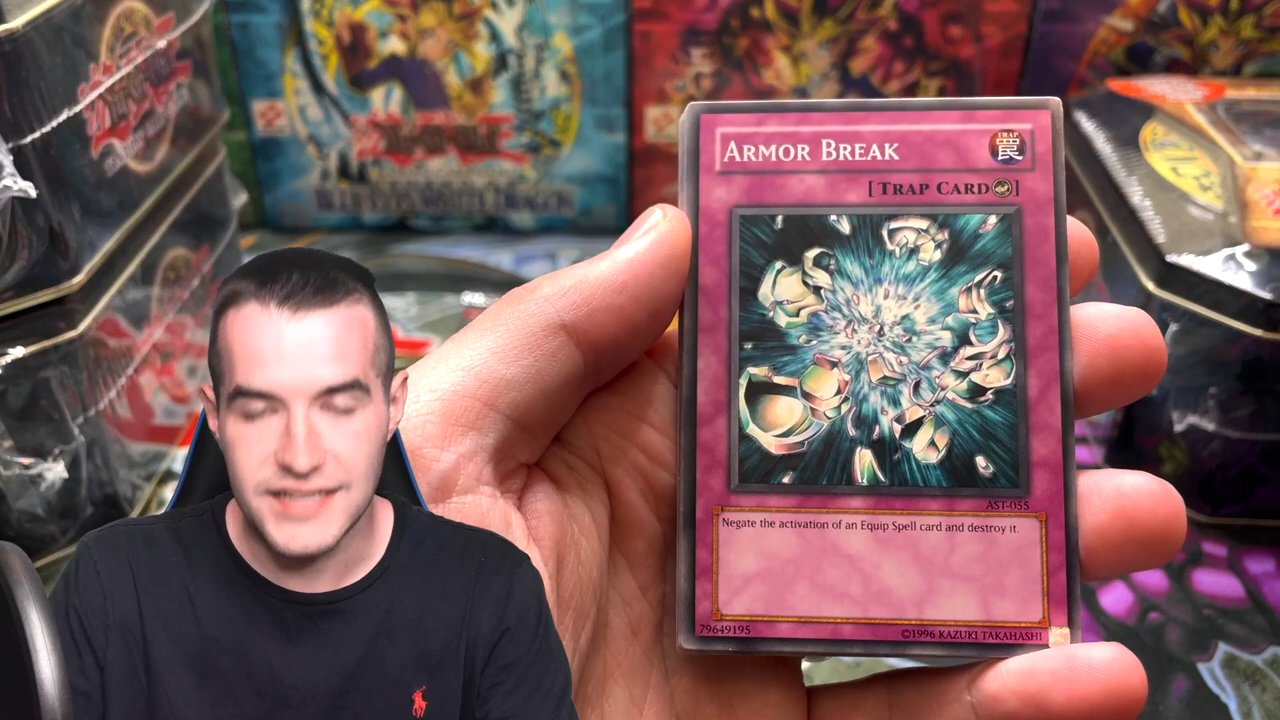 ARMOR BREAK
TRAP
罠
[TRAP CARD]
AST-055
Negate the activation of an Equip Spell card and destroy it.
79649195
©1996 KAZUKI TAKAHASHI